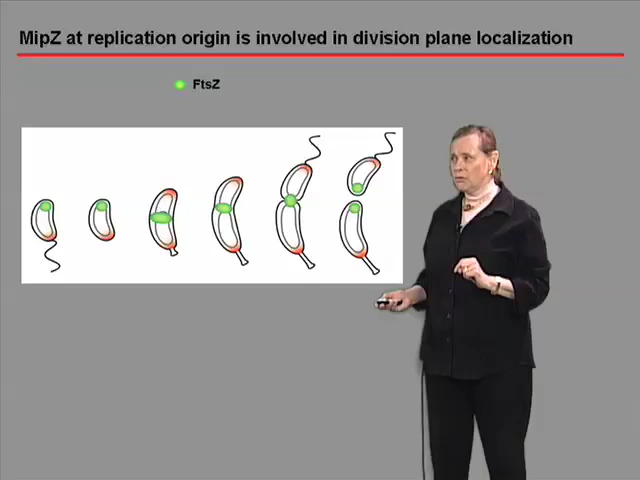 MipZ at replication origin is involved in division plane localization
FtsZ